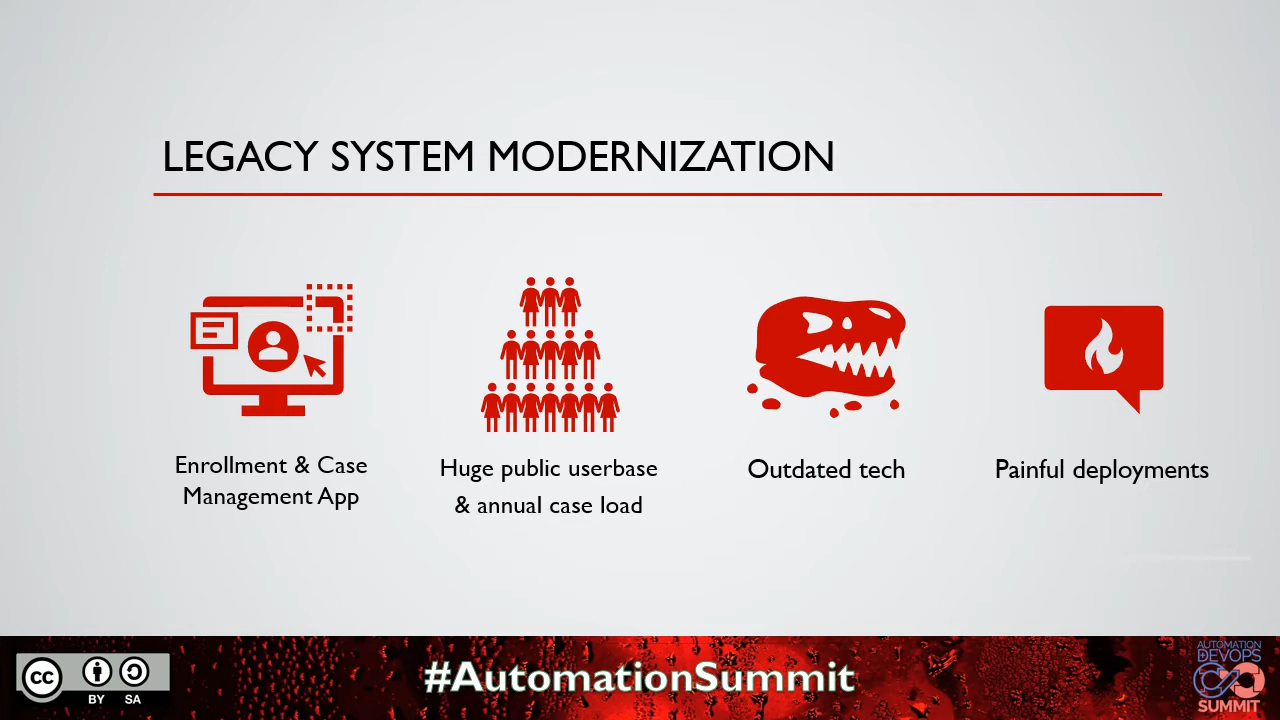 LEGACY SYSTEM MODERNIZATION
Enrollment & Case
Management App
Huge public userbase
& annual case load
Outdated tech
Painful deployments
cc
BY SA
#AutomationSummit
AUTOMATION
DEVOPS
SUMMIT